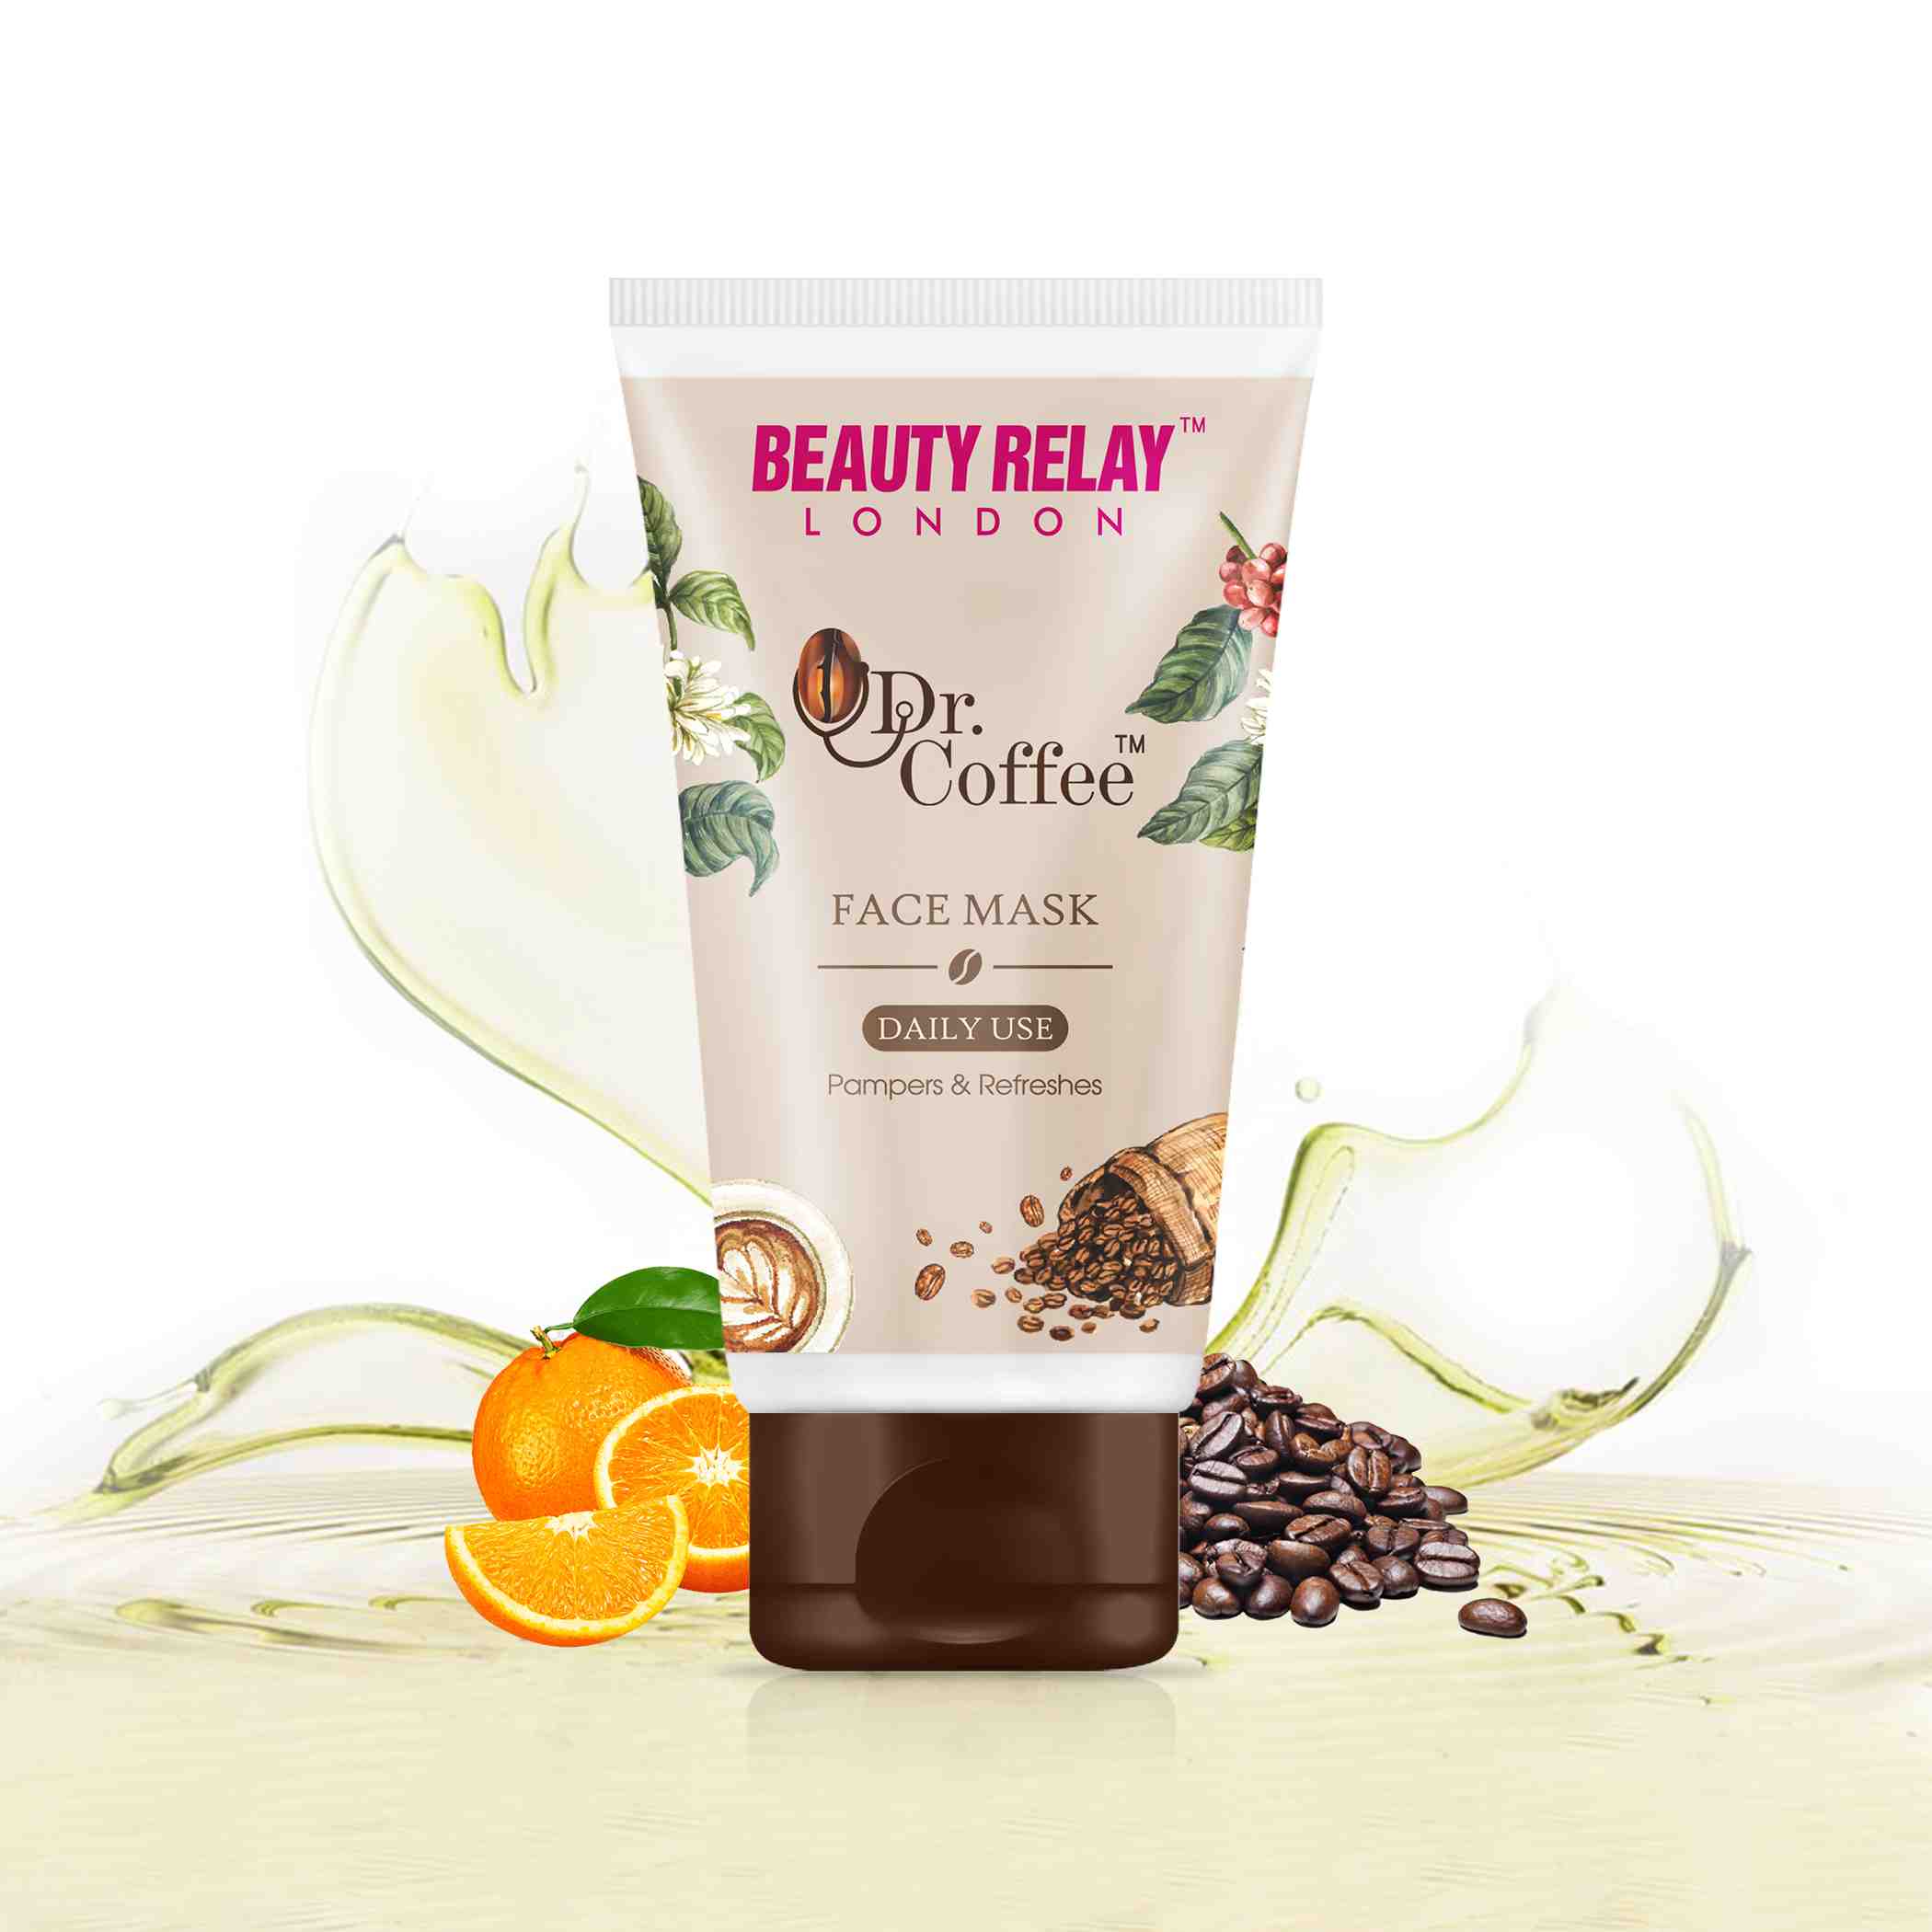 BEAUTY RELAY™
LONDON
Dr.
Coffee™
FACE MASK
DAILY USE
Pampers & Refreshes